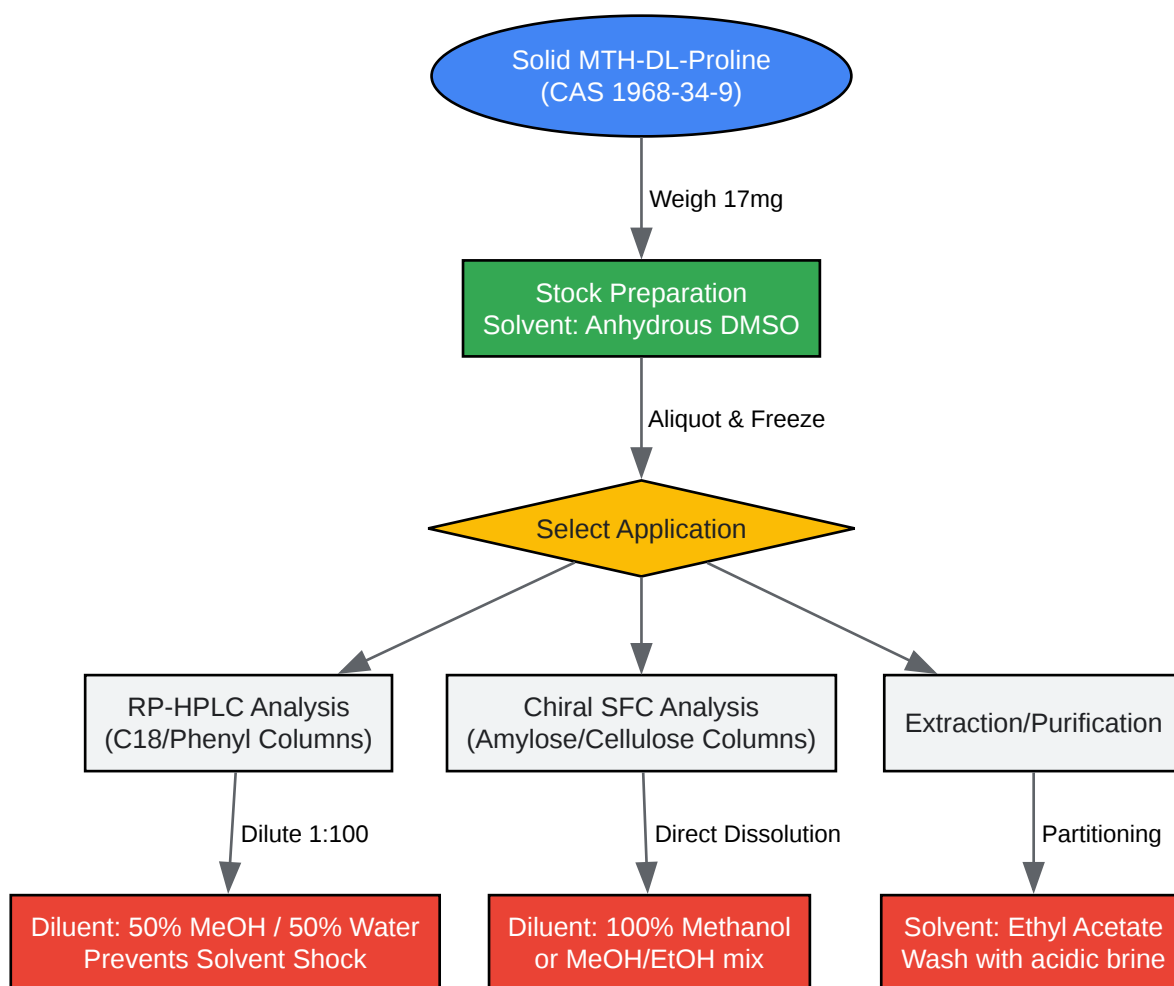 Solid MTH-DL-Proline
(CAS 1968-34-9)
Weigh 17mg
Stock Preparation
Solvent: Anhydrous DMSO
Aliquot & Freeze
Select Application
RP-HPLC Analysis
(C18/Phenyl Columns)
Chiral SFC Analysis
(Amylose/Cellulose Columns)
Extraction/Purification
Dilute 1:100
Direct Dissolution
Partitioning
Diluent: 50% MeOH / 50% Water
Prevents Solvent Shock
Diluent: 100% Methanol
or MeOH/EtOH mix
Solvent: Ethyl Acetate
Wash with acidic brine